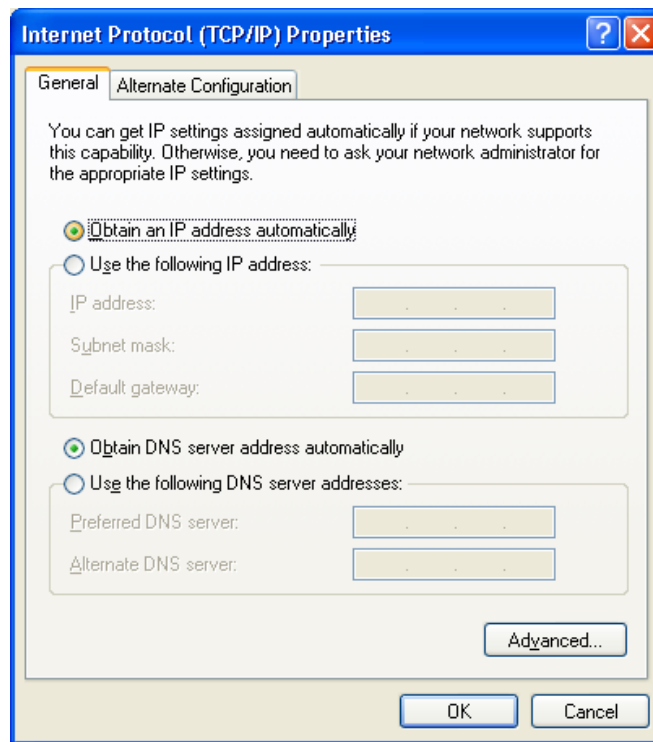 Internet Protocol (TCP/IP) Properties
General
Alternate Configuration
You can get IP settings assigned automatically if your network supports
this capability. Otherwise, you need to ask your network administrator for
the appropriate IP settings.
Obtain an IP address automatically
Use the following IP address:
IP address:
Subnet mask:
Default gateway:
Obtain DNS server address automatically
Use the following DNS server addresses:
Preferred DNS server:
Alternate DNS server:
Advanced...
OK
Cancel